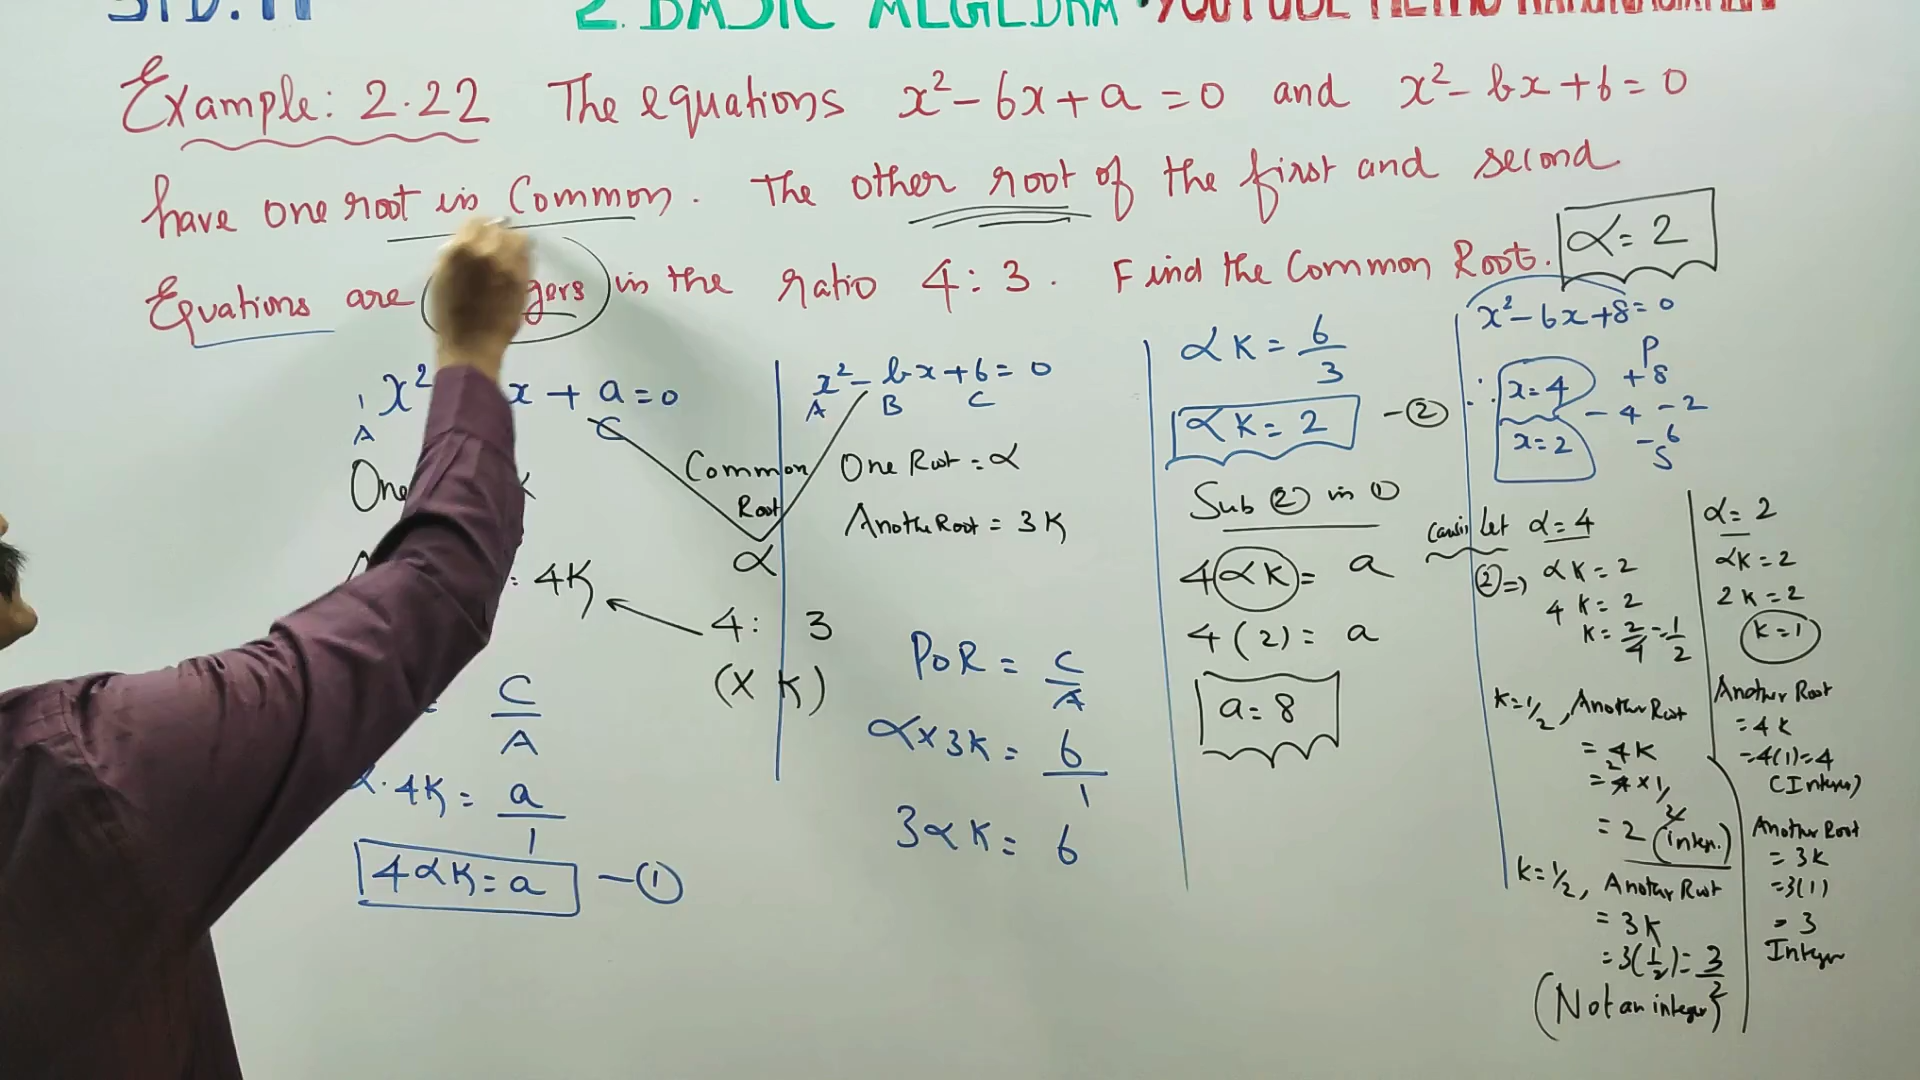 STD: 11
2. BASIC ALGEBRA
YOUTUBE
Example: 2.22 The equations x² - 6x + a = 0 and x² - bx + 6 = 0
have one root in Common. The other root of the first and second
Equations are in the ratio 4:3. Find the Common Root.
α = 2
x² x + a = 0
1
A C
One
= 4K
C
A
α. 4K = a
1
4αK = a - ①
x² - bx + 6 = 0
A B C
Common
Root
α
One Root = α
Another Root = 3K
4: 3
(x K)
POR = C
A
α x 3K = 6
1
3αK = 6
αK = 6
3
αK = 2 - ②
Sub ② in ①
4(αK) = a
4(2) = a
a = 8
x² - 6x + 8 = 0
∴ x = 4
x = 2
P
+8
-4 -2
-6
S
Let α = 4
② => αK = 2
4K = 2
K = 2/4 = 1/2
K = 1/2, Another Root
= 4K
= 4 x 1/2
2
= 2 (Integ.)
K = 1/2, Another Root
= 3K
= 3(1/2) = 3/2
(Not an integer)
α = 2
αK = 2
2K = 2
K = 1
Another Root
= 4K
= 4(1) = 4
(Integer)
Another Root
= 3K
= 3(1)
= 3
Integer